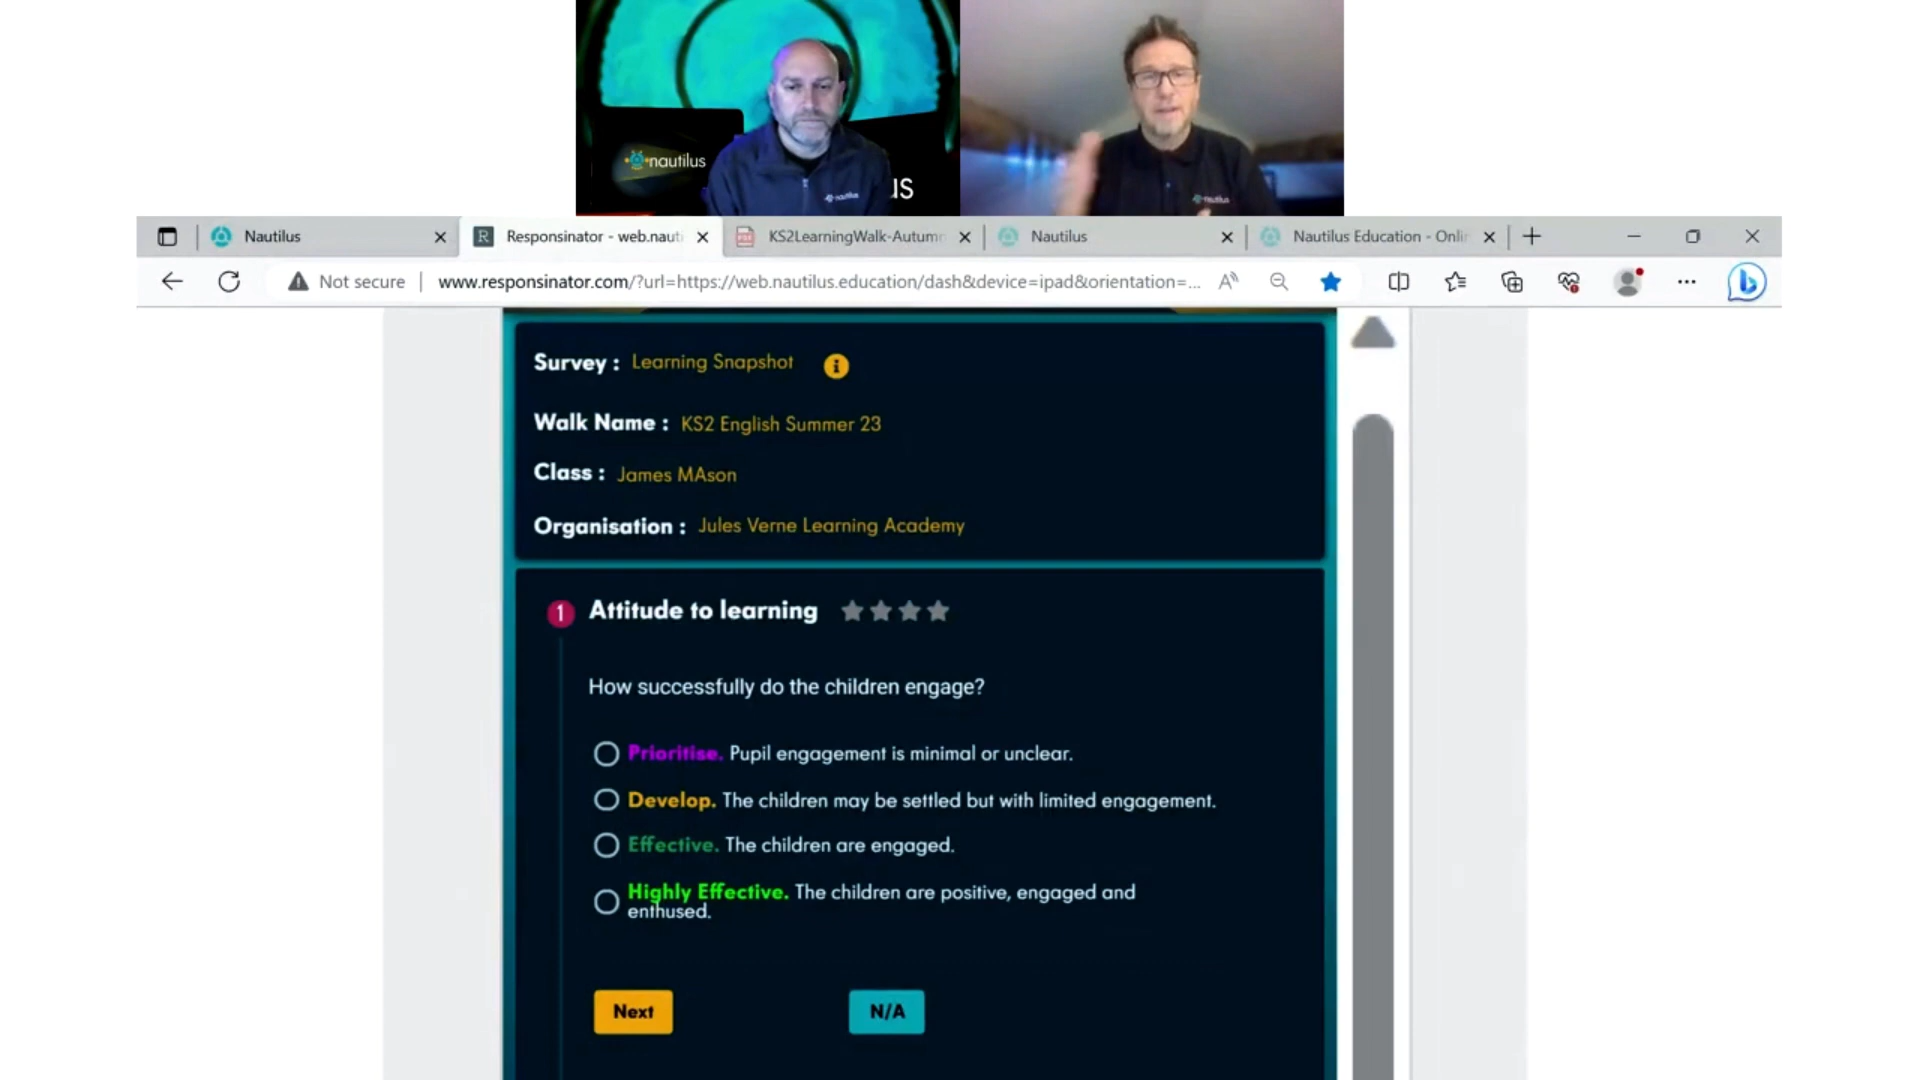 nautilus
us
nautilus
nautilus
Nautilus
Responsinator - web.nauti
KS2LearningWalk-Autumn
Nautilus
Nautilus Education - Onlin
Not secure
www.responsinator.com/?url=https://web.nautilus.education/dash&device=ipad&orientation=...
Survey : Learning Snapshot
Walk Name : KS2 English Summer 23
Class : James MAson
Organisation : Jules Verne Learning Academy
1 Attitude to learning
How successfully do the children engage?
Prioritise. Pupil engagement is minimal or unclear.
Develop. The children may be settled but with limited engagement.
Effective. The children are engaged.
Highly Effective. The children are positive, engaged and
enthused.
Next
N/A